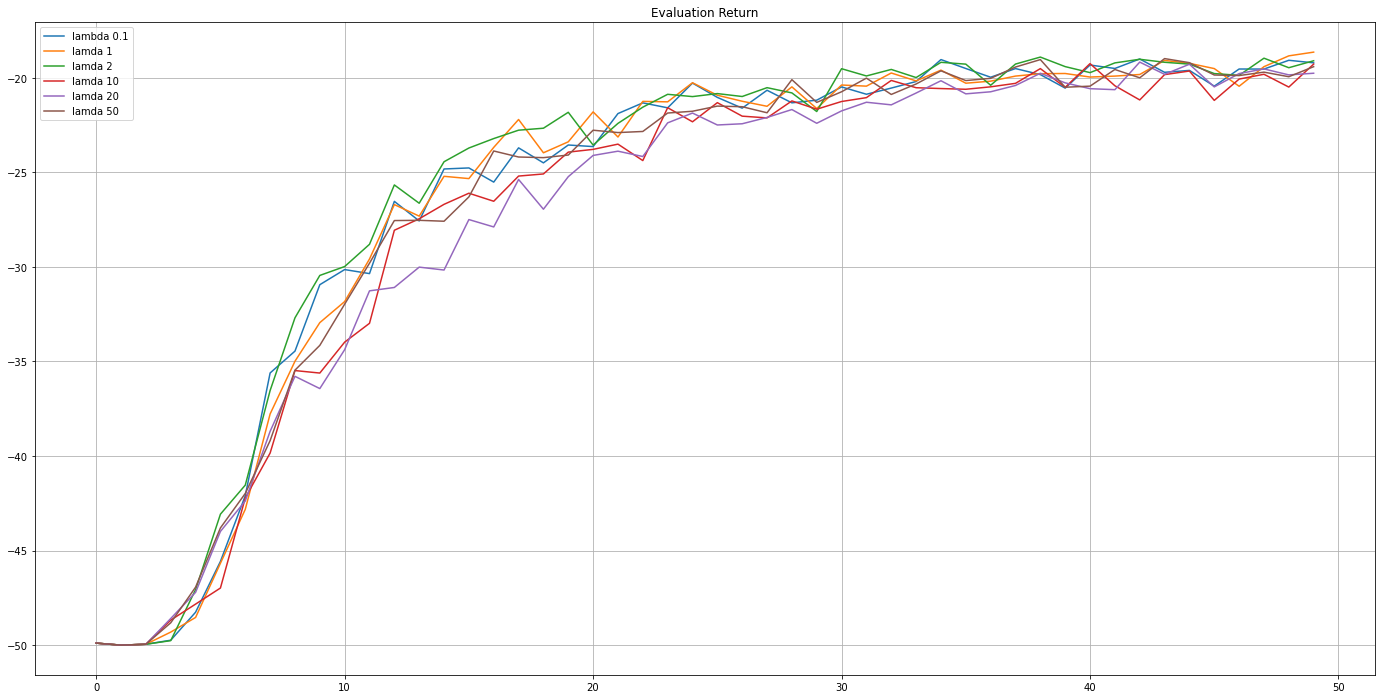 Evaluation Return
lambda 0.1
lamda 1
lamda 2
lamda 10
lamda 20
lamda 50
−20
−25
−30
−35
−40
−45
−50
0 10 20 30 40 50